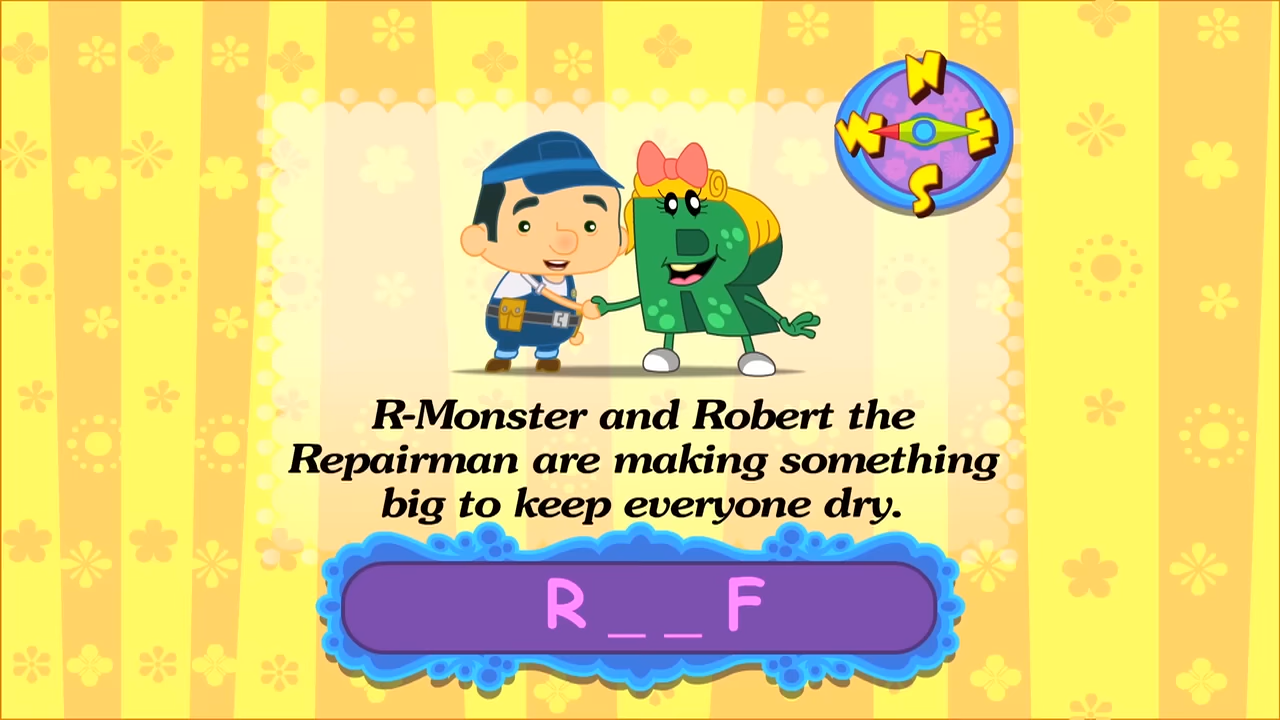 N
W E
S
R-Monster and Robert the
Repairman are making something
big to keep everyone dry.
R _ _ F